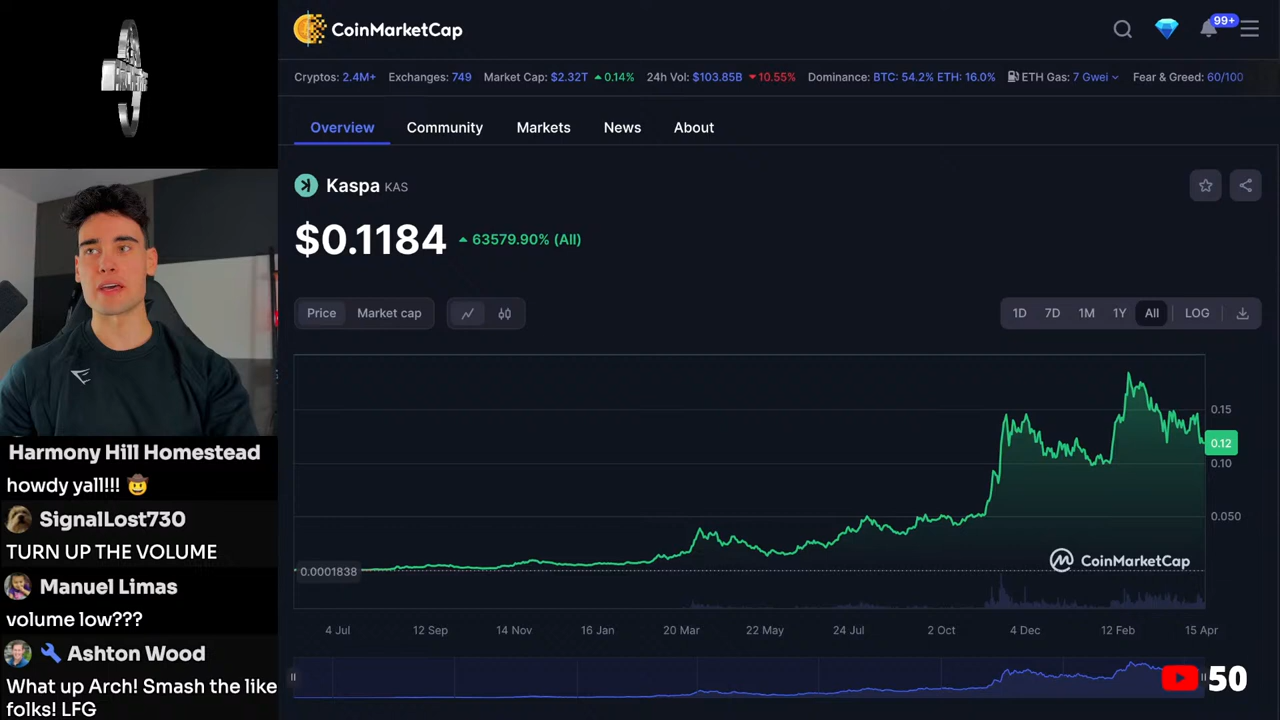 CoinMarketCap
99+
Cryptos: 2.4M+ Exchanges: 749 Market Cap: $2.32T 0.14% 24h Vol: $103.85B 10.55% Dominance: BTC: 54.2% ETH: 16.0% ETH Gas: 7 Gwei Fear & Greed: 60/100
Overview Community Markets News About
Kaspa KAS
$0.1184 63579.90% (All)
Price Market cap
1D 7D 1M 1Y All LOG
0.15
0.12
0.10
0.050
0.0001838
CoinMarketCap
4 Jul 12 Sep 14 Nov 16 Jan 20 Mar 22 May 24 Jul 2 Oct 4 Dec 12 Feb 15 Apr
50
Harmony Hill Homestead
howdy yall!!! 🤠
SignalLost730
TURN UP THE VOLUME
Manuel Limas
volume low???
Ashton Wood
What up Arch! Smash the like
folks! LFG